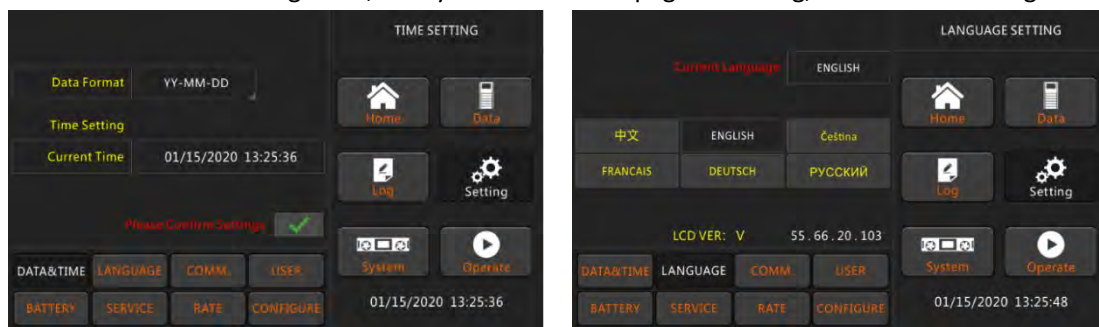 TIME SETTING
Data Format YY-MM-DD
Home Data
Time Setting
Current Time 01/15/2020 13:25:36
Log Setting
Please Confirm Settings
System Operate
DATA&TIME LANGUAGE COMM. USER
BATTERY SERVICE RATE CONFIGURE
01/15/2020 13:25:36
LANGUAGE SETTING
Current Language ENGLISH
Home Data
中文 ENGLISH Čeština
FRANCAIS DEUTSCH РУССКИЙ
Log Setting
LCD VER: V 55.66.20.103
System Operate
DATA&TIME LANGUAGE COMM. USER
BATTERY SERVICE RATE CONFIGURE
01/15/2020 13:25:48